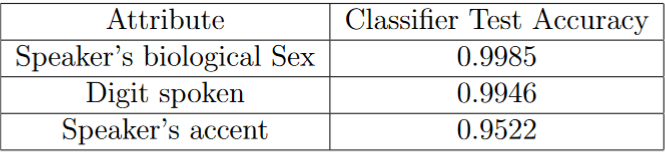 Attribute Classifier Test Accuracy
Speaker's biological Sex 0.9985
Digit spoken 0.9946
Speaker's accent 0.9522